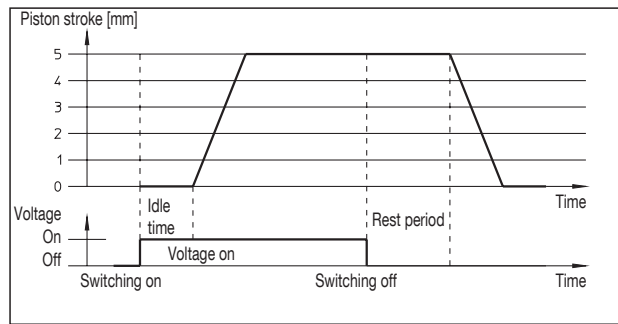 Piston stroke [mm]
5
4
3
2
1
0
Time
Idle
time
Rest period
Voltage
On
Off
Voltage on
Switching on
Switching off
Time